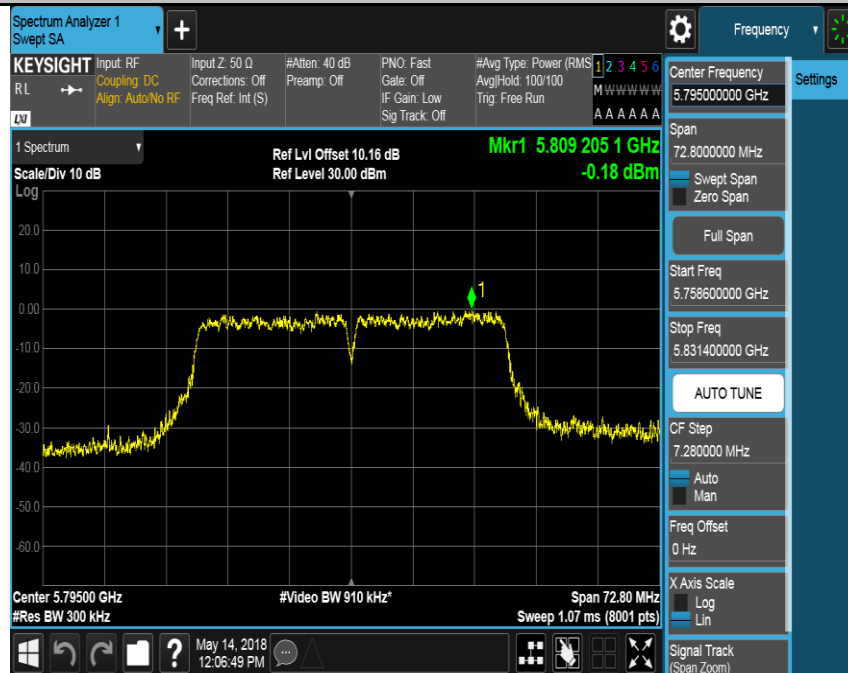 Spectrum Analyzer 1
Swept SA
+
Frequency
KEYSIGHT
RL
LXI
Input: RF
Coupling: DC
Align: Auto/No RF
Input Z: 50 Ω
Corrections: Off
Freq Ref: Int (S)
#Atten: 40 dB
Preamp: Off
PNO: Fast
Gate: Off
IF Gain: Low
Sig Track: Off
#Avg Type: Power (RMS
Avg|Hold: 100/100
Trig: Free Run
1 2 3 4 5 6
M W W W W W
A A A A A A
Center Frequency
5.795000000 GHz
Settings
1 Spectrum
Scale/Div 10 dB
Ref Lvl Offset 10.16 dB
Ref Level 30.00 dBm
Mkr1 5.809 205 1 GHz
-0.18 dBm
Span
72.8000000 MHz
Swept Span
Zero Span
Full Span
Start Freq
5.758600000 GHz
Stop Freq
5.831400000 GHz
AUTO TUNE
CF Step
7.280000 MHz
Auto
Man
Freq Offset
0 Hz
X Axis Scale
Log
Lin
Signal Track
(Span Zoom)
Log
20.0
10.0
0.00
-10.0
-20.0
-30.0
-40.0
-50.0
-60.0
1
Center 5.79500 GHz
#Res BW 300 kHz
#Video BW 910 kHz*
Span 72.80 MHz
Sweep 1.07 ms (8001 pts)
?
May 14, 2018
12:06:49 PM